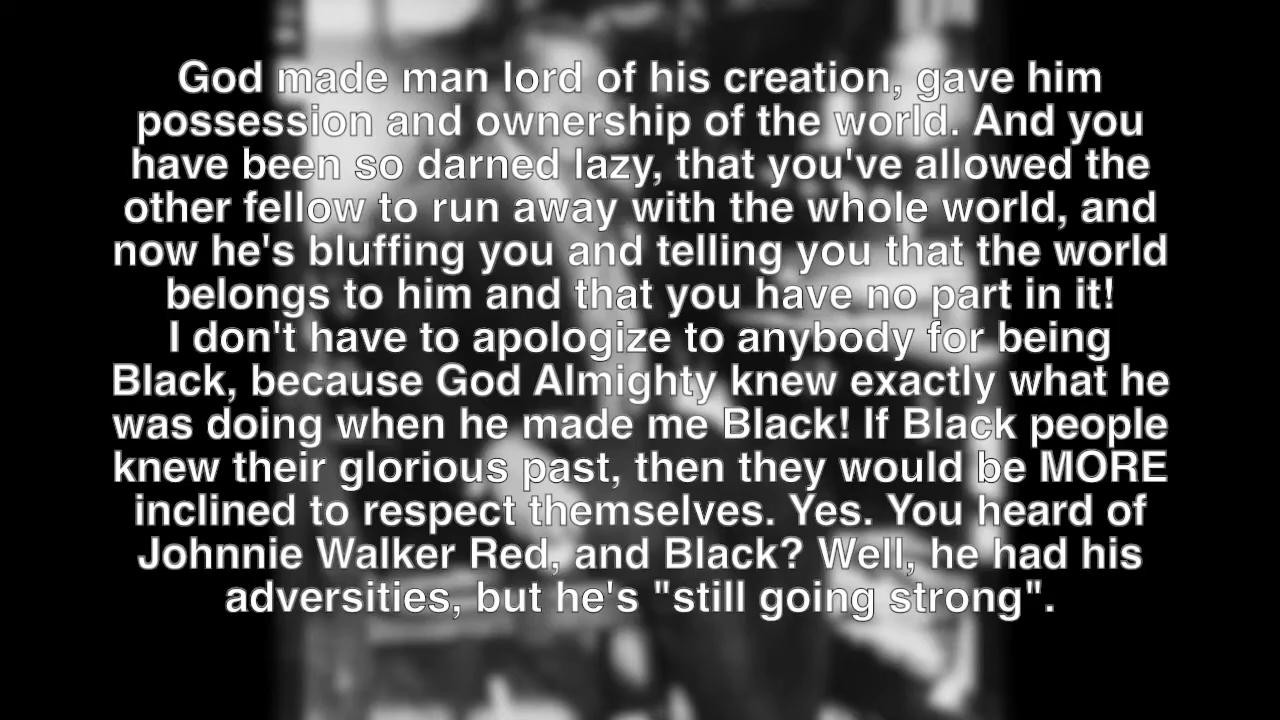 God made man lord of his creation, gave him
possession and ownership of the world. And you
have been so darned lazy, that you've allowed the
other fellow to run away with the whole world, and
now he's bluffing you and telling you that the world
belongs to him and that you have no part in it!
I don't have to apologize to anybody for being
Black, because God Almighty knew exactly what he
was doing when he made me Black! If Black people
knew their glorious past, then they would be MORE
inclined to respect themselves. Yes. You heard of
Johnnie Walker Red, and Black? Well, he had his
adversities, but he's "still going strong".